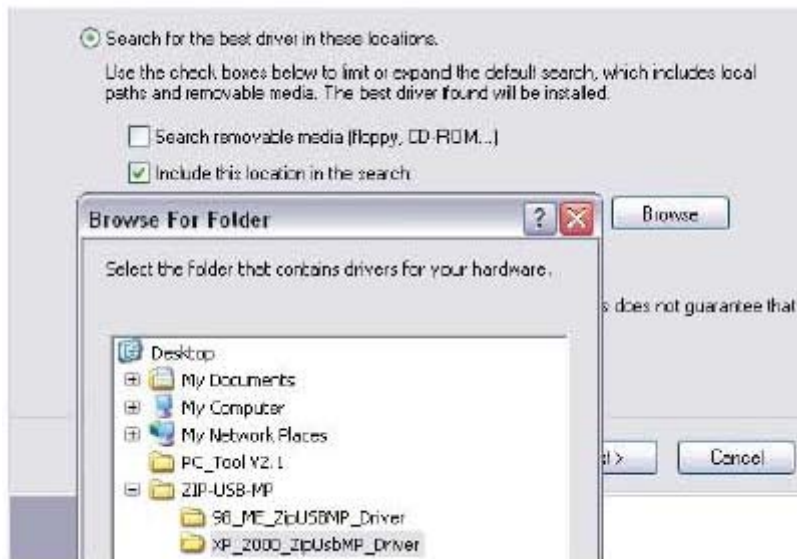 Search for the best driver in these locations.
Use the check boxes below to limit or expand the default search, which includes local
paths and removable media. The best driver found will be installed.
Search removable media (floppy, CD-ROM...)
Include this location in the search:
Browse
Browse For Folder
Select the folder that contains drivers for your hardware.
s does not guarantee that
Desktop
My Documents
My Computer
My Network Places
PC_Tool V2.1
ZIP-USB-MP
98_ME_ZipUSBMP_Driver
XP_2000_ZipUsbMP_Driver
>
Cancel